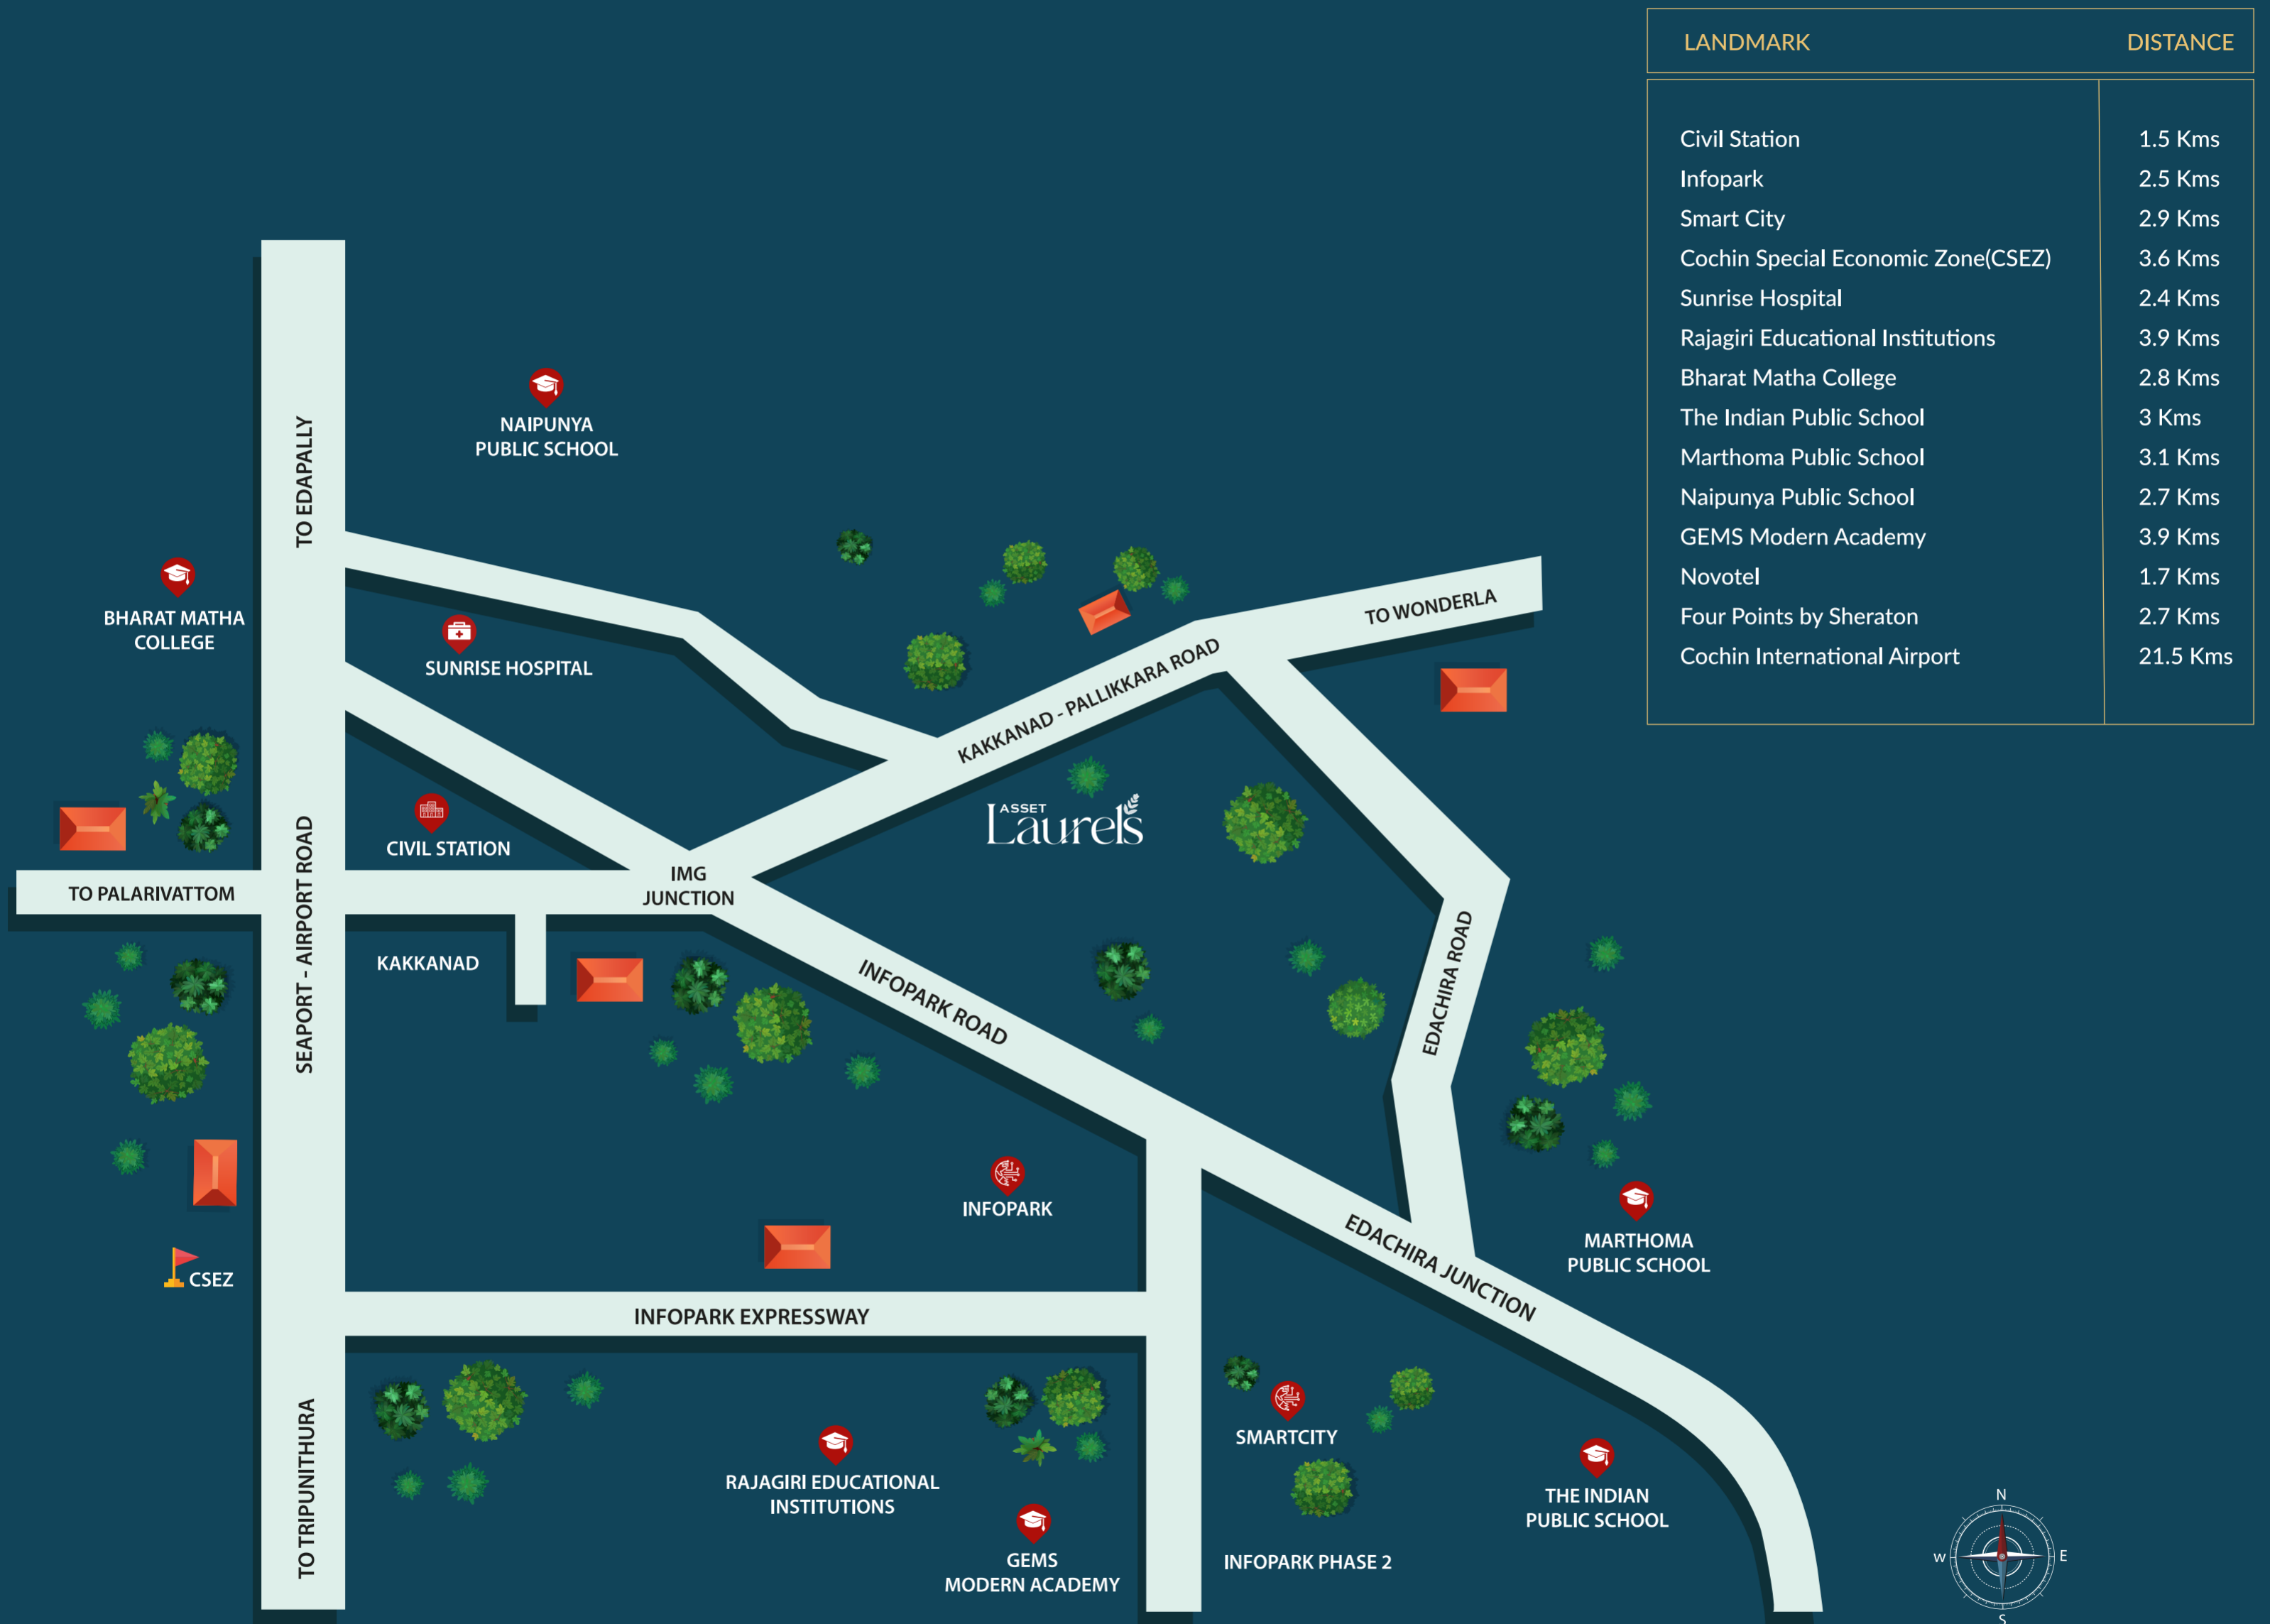 LANDMARK DISTANCE
Civil Station 1.5 Kms
Infopark 2.5 Kms
Smart City 2.9 Kms
Cochin Special Economic Zone(CSEZ) 3.6 Kms
Sunrise Hospital 2.4 Kms
Rajagiri Educational Institutions 3.9 Kms
Bharat Matha College 2.8 Kms
The Indian Public School 3 Kms
Marthoma Public School 3.1 Kms
Naipunya Public School 2.7 Kms
GEMS Modern Academy 3.9 Kms
Novotel 1.7 Kms
Four Points by Sheraton 2.7 Kms
Cochin International Airport 21.5 Kms
NAIPUNYA
PUBLIC SCHOOL
TO EDAPALLY
BHARAT MATHA
COLLEGE
SUNRISE HOSPITAL
TO WONDERLA
KAKKANAD - PALLIKKARA ROAD
ASSET
Laurels
CIVIL STATION
IMG
JUNCTION
TO PALARIVATTOM
SEAPORT - AIRPORT ROAD
KAKKANAD
INFOPARK ROAD
EDACHIRA ROAD
INFOPARK
MARTHOMA
PUBLIC SCHOOL
EDACHIRA JUNCTION
CSEZ
INFOPARK EXPRESSWAY
TO TRIPUNITHURA
SMARTCITY
RAJAGIRI EDUCATIONAL
INSTITUTIONS
THE INDIAN
PUBLIC SCHOOL
GEMS
MODERN ACADEMY
INFOPARK PHASE 2
N
W E
S